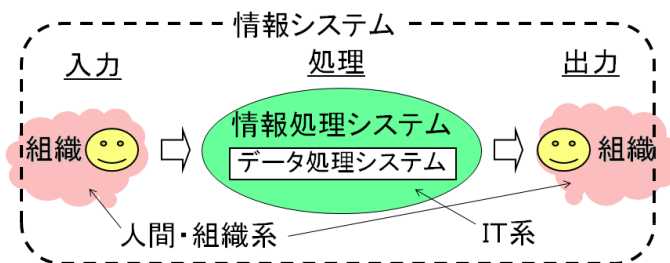 情報システム
入力
処理
出力
組織
情報処理システム
データ処理システム
組織
人間・組織系
IT系